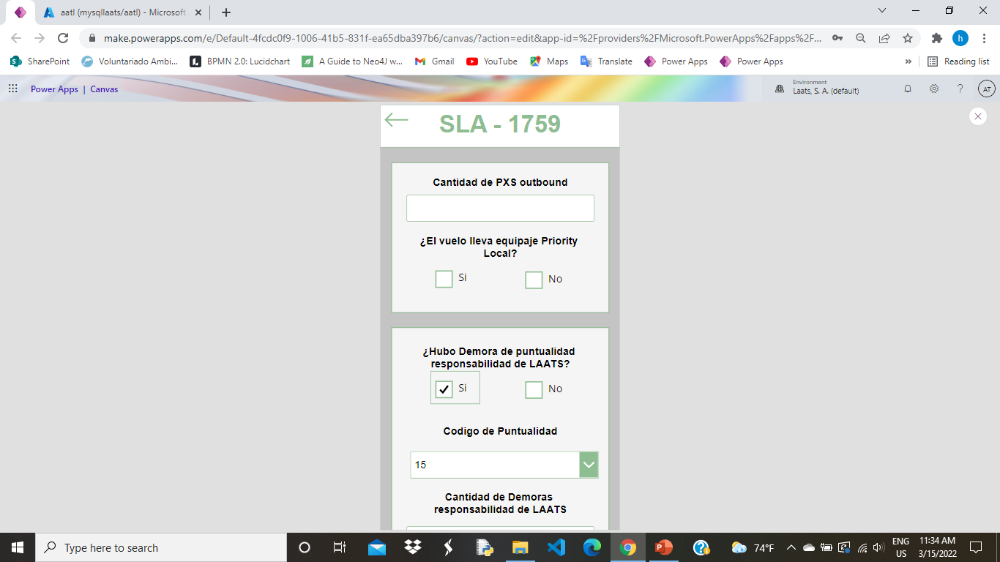 aatl (mysqllaats/aatl) - Microsoft
make.powerapps.com/e/Default-4fcdc0f9-1006-41b5-831f-ea65dba397b6/canvas/?action=edit&app-id=%2Fproviders%2FMicrosoft.PowerApps%2Fapps%2F...
h
SharePoint Voluntariado Ambi... BPMN 2.0: Lucidchart A Guide to Neo4J w... Gmail YouTube Maps Translate Power Apps Power Apps » Reading list
Power Apps | Canvas
Environment
Laats, S. A. (default)
? AT
SLA - 1759
Cantidad de PXS outbound
¿El vuelo lleva equipaje Priority
Local?
Si No
¿Hubo Demora de puntualidad
responsabilidad de LAATS?
Si No
Codigo de Puntualidad
15
Cantidad de Demoras
responsabilidad de LAATS
Type here to search
74°F
ENG
US
11:34 AM
3/15/2022